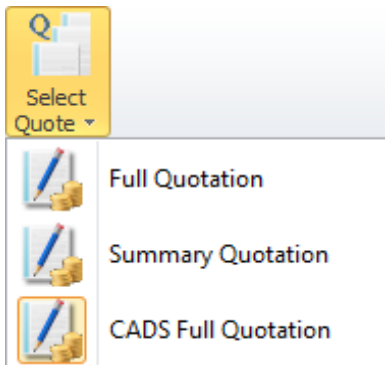 Q
Select
Quote
Full Quotation
Summary Quotation
CADS Full Quotation